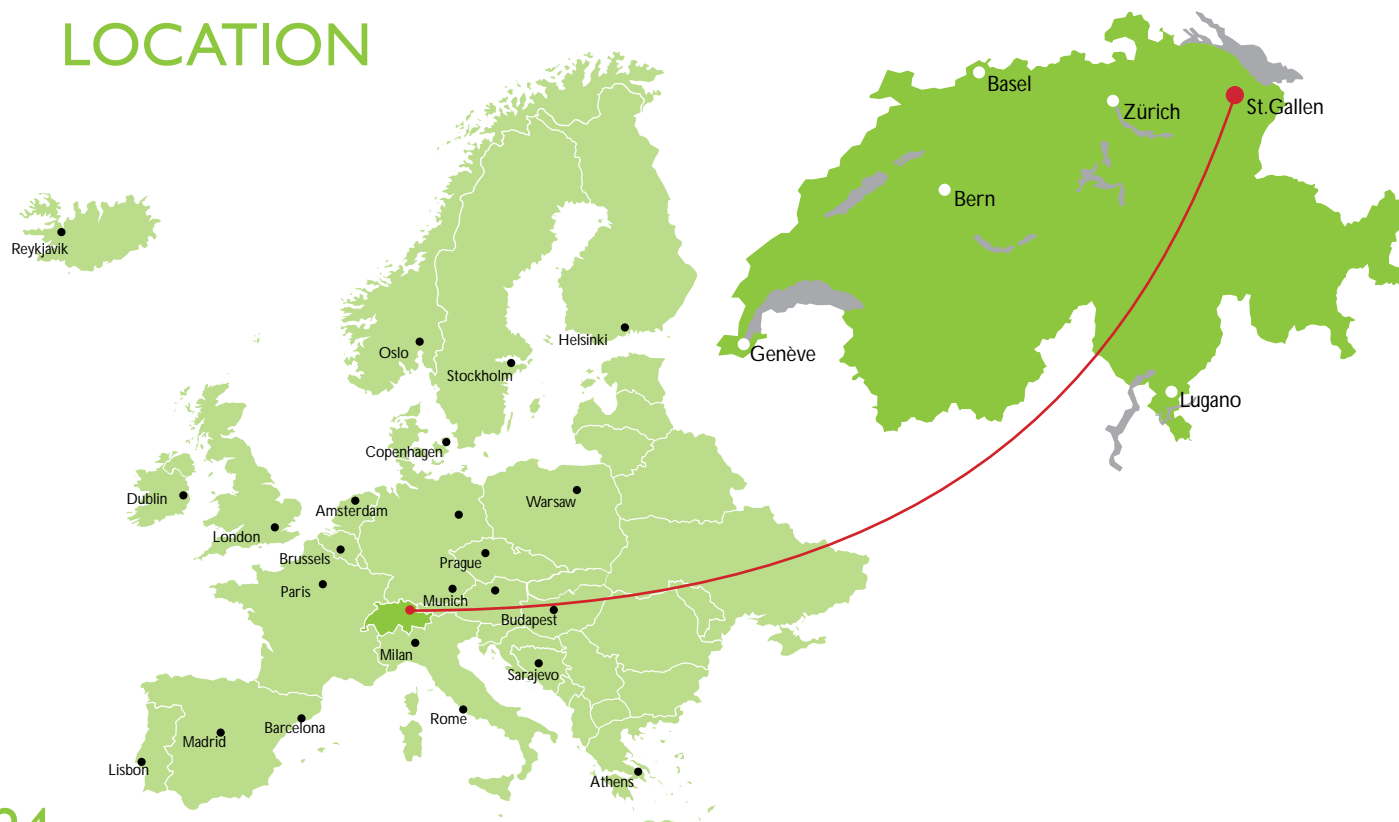 LOCATION
Basel
Zürich
St.Gallen
Bern
Genève
Lugano
Reykjavik
Oslo
Helsinki
Stockholm
Copenhagen
Dublin
Amsterdam
Warsaw
London
Brussels
Prague
Paris
Munich
Budapest
Milan
Sarajevo
Rome
Barcelona
Madrid
Lisbon
Athens